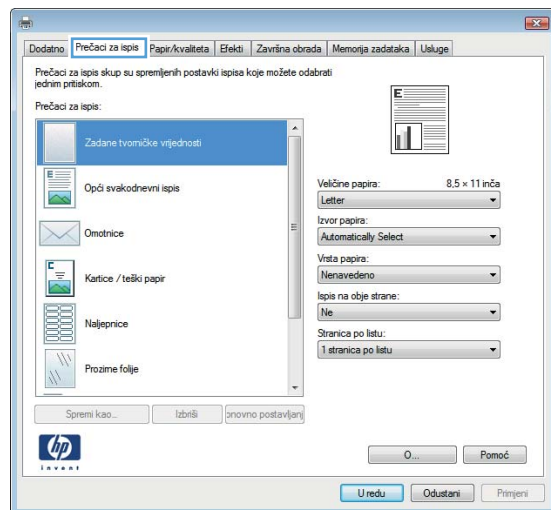 Dodatno Prečaci za ispis Papir/kvaliteta Efekti Završna obrada Memorija zadataka Usluge
Prečaci za ispis skup su spremljenih postavki ispisa koje možete odabrati
jednim pritiskom.
Prečaci za ispis:
Zadane tvorničke vrijednosti
Opći svakodnevni ispis
Omotnice
Kartice / teški papir
Naljepnice
Prozirne folije
E
E
E
Veličine papira: 8,5 × 11 inča
Letter
Izvor papira:
Automatically Select
Vrsta papira:
Nenavedeno
Ispis na obje strane:
Ne
Stranica po listu:
1 stranica po listu
Spremi kao... Izbriši ponovno postavljanj
hp
invent
O... Pomoć
U redu Odustani Primijeni